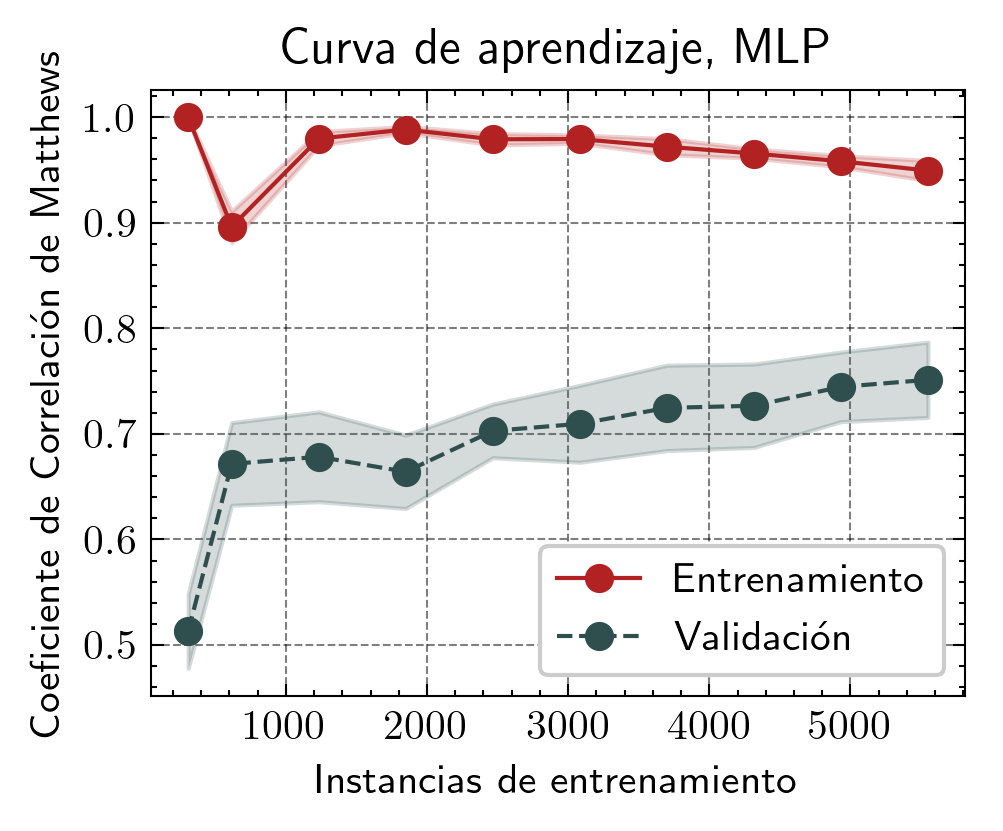 Curva de aprendizaje, MLP
Coeficiente de Correlación de Matthews
1.0
0.9
0.8
0.7
0.6
0.5
Entrenamiento
Validación
1000 2000 3000 4000 5000
Instancias de entrenamiento